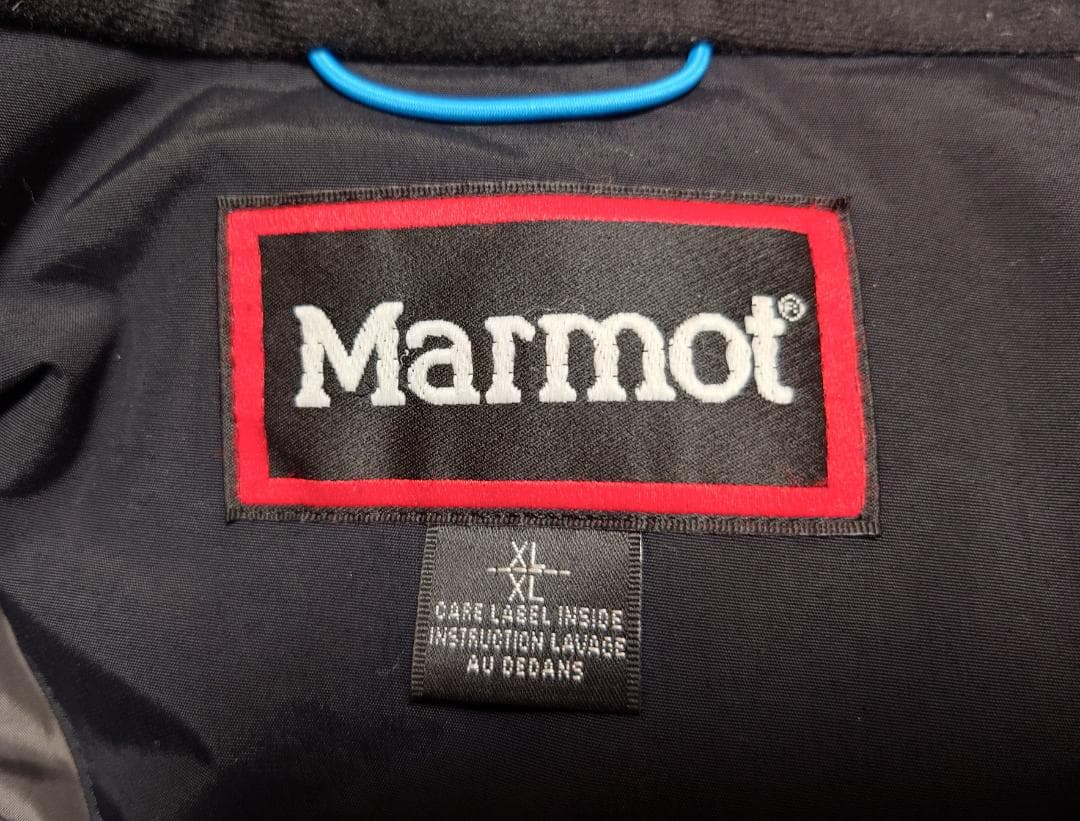 Marmot®
XL
XL
CARE LABEL INSIDE
INSTRUCTION LAVAGE
AU DEDANS